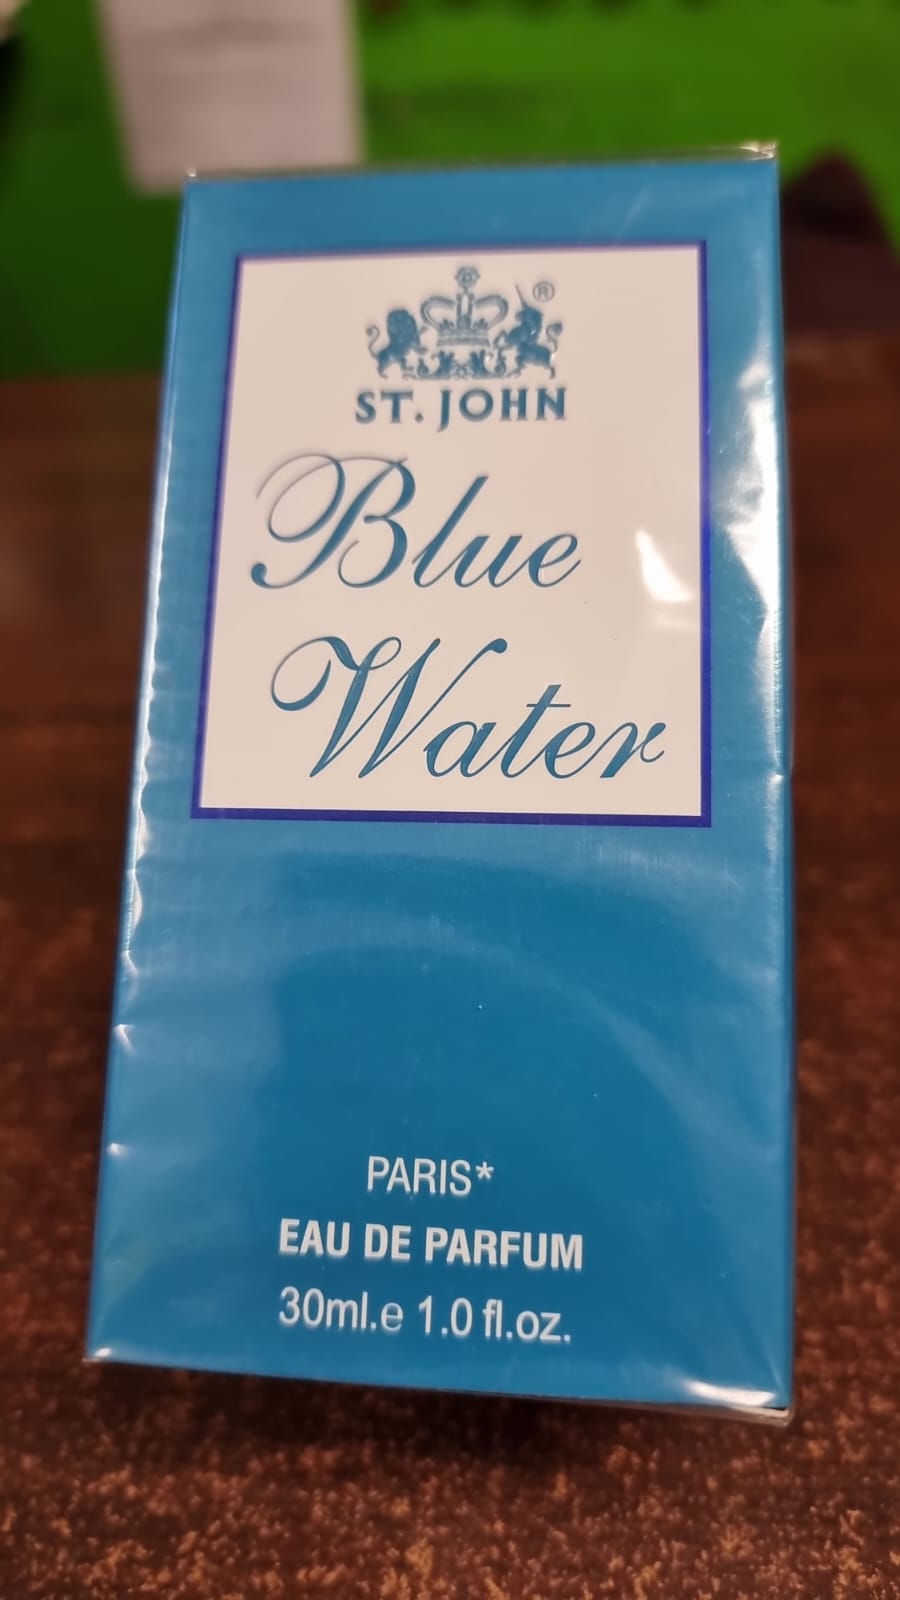 ®
ST. JOHN
Blue
Water
PARIS*
EAU DE PARFUM
30ml.e 1.0 fl.oz.